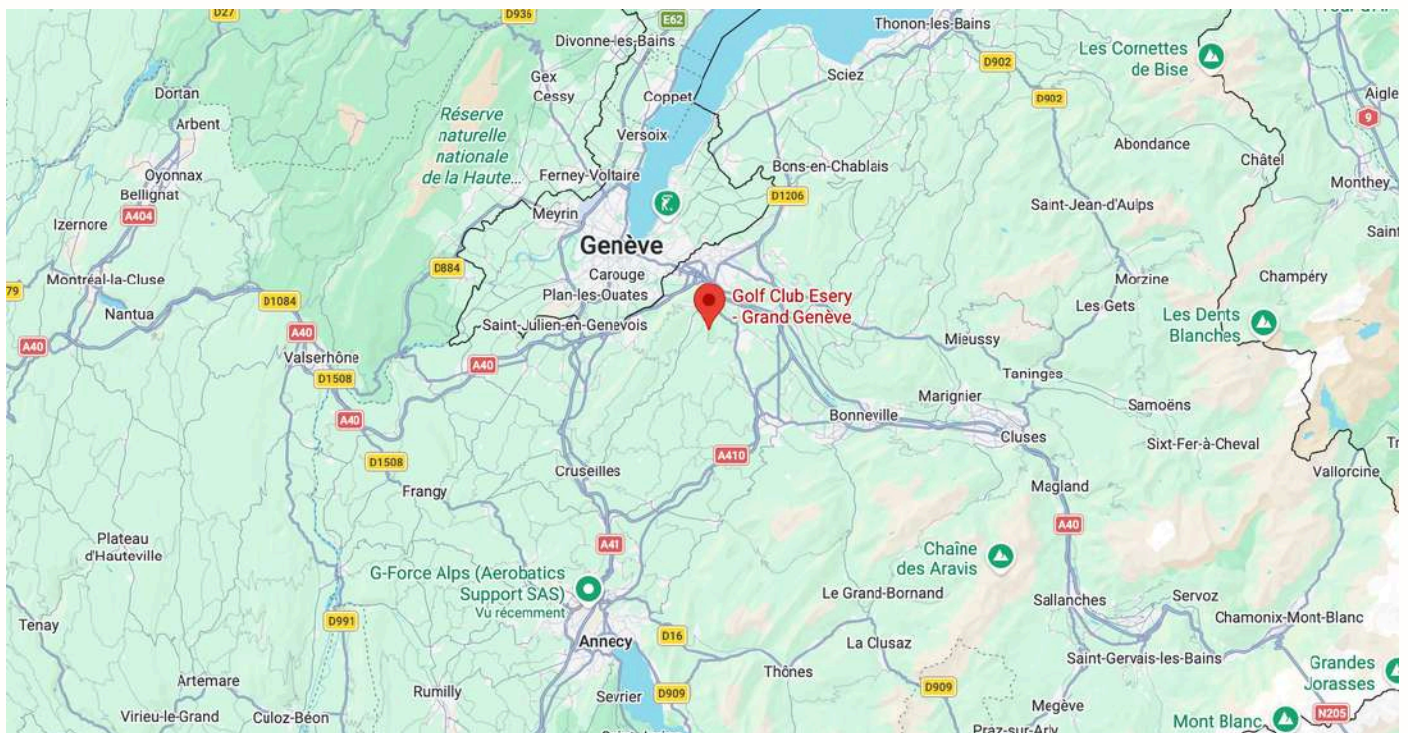 D27
D936
E62
Thonon-les-Bains
Divonne-les-Bains
Les Cornettes
de Bise
D902
Sciez
Gex
Cessy
Coppet
Dortan
D902
Aigle
Arbent
Réserve
naturelle
nationale
de la Haute...
Versoix
9
Abondance
Châtel
Oyonnax
Ferney-Voltaire
Bons-en-Chablais
Bellignat
D1206
Monthey
Izernore
A404
Meyrin
Saint-Jean-d'Aulps
Genève
D884
Carouge
Montréal-la-Cluse
Morzine
Champéry
79
Plan-les-Ouates
Golf Club Esery
- Grand Genève
D1084
Nantua
Les Gets
Les Dents
Blanches
Saint-Julien-en-Genevois
A40
A40
Mieussy
Valserhône
A40
Taninges
D1508
Marignier
Samoëns
A40
Bonneville
Cluses
Sixt-Fer-à-Cheval
A410
D1508
Cruseilles
Vallorcine
Frangy
Magland
A40
Plateau
d'Hauteville
A41
Chaîne
des Aravis
G-Force Alps (Aerobatics
Support SAS)
Vu récemment
Le Grand-Bornand
Sallanches
Servoz
D991
Chamonix-Mont-Blanc
Tenay
Annecy
D16
La Clusaz
Saint-Gervais-les-Bains
Thônes
Grandes
Jorasses
Artemare
Rumilly
Sevrier
D909
D909
Megève
Virieu-le-Grand
Culoz-Béon
Mont Blanc
N205
Praz-sur-Arly